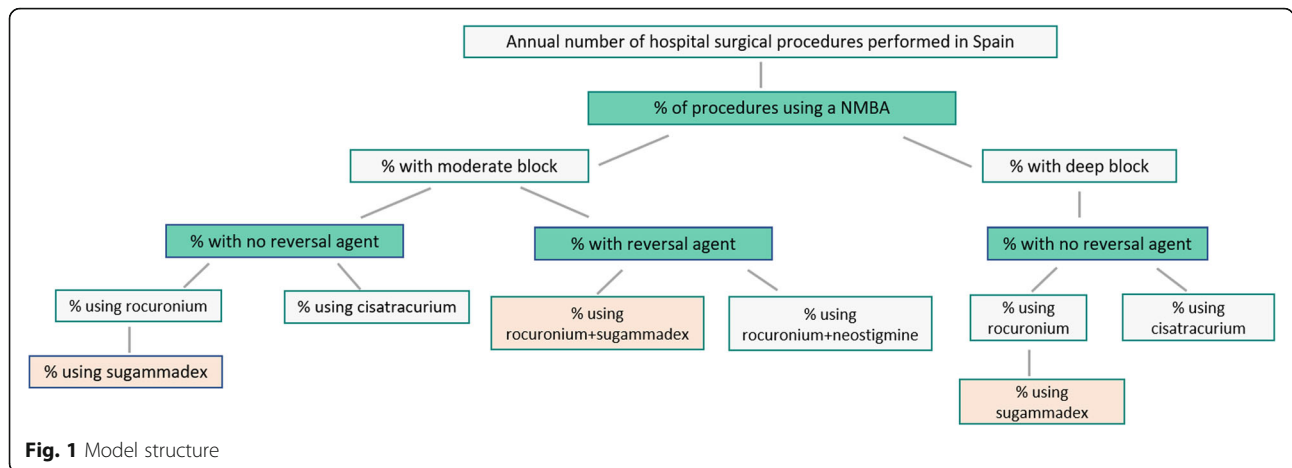 Annual number of hospital surgical procedures performed in Spain
% of procedures using a NMBA
% with moderate block
% with deep block
% with no reversal agent
% with reversal agent
% with no reversal agent
% using rocuronium
% using cisatracurium
% using
rocuronium+sugammadex
% using
rocuronium+neostigmine
% using
rocuronium
% using
cisatracurium
% using sugammadex
% using
sugammadex
Fig. 1 Model structure